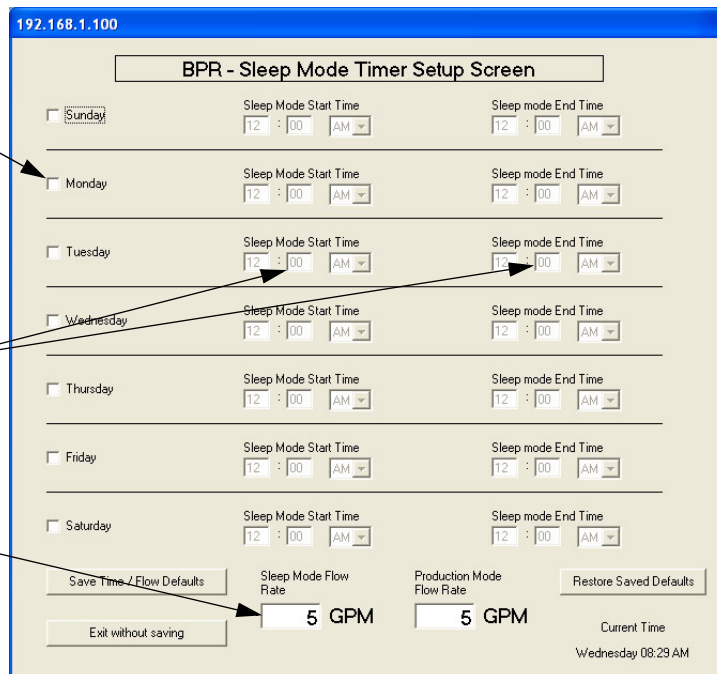 192.168.1.100
BPR - Sleep Mode Timer Setup Screen
Sunday
Sleep Mode Start Time
12 : 00 AM
Sleep mode End Time
12 : 00 AM
Monday
Sleep Mode Start Time
12 : 00 AM
Sleep mode End Time
12 : 00 AM
Tuesday
Sleep Mode Start Time
12 : 00 AM
Sleep mode End Time
12 : 00 AM
Wednesday
Sleep Mode Start Time
12 : 00 AM
Sleep mode End Time
12 : 00 AM
Thursday
Sleep Mode Start Time
12 : 00 AM
Sleep mode End Time
12 : 00 AM
Friday
Sleep Mode Start Time
12 : 00 AM
Sleep mode End Time
12 : 00 AM
Saturday
Sleep Mode Start Time
12 : 00 AM
Sleep mode End Time
12 : 00 AM
Save Time / Flow Defaults
Exit without saving
Sleep Mode Flow
Rate
5 GPM
Production Mode
Flow Rate
5 GPM
Restore Saved Defaults
Current Time
Wednesday 08:29 AM